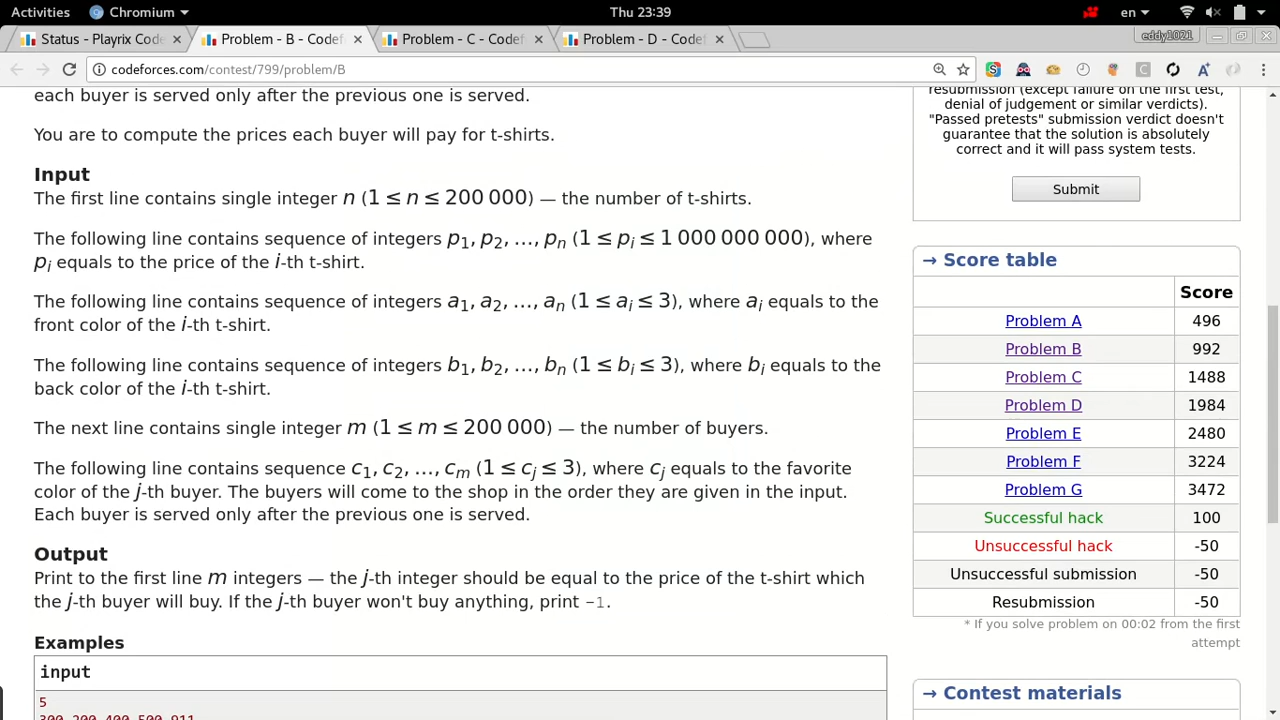 Activities Chromium Thu 23:39 en
Status - Playrix Code Problem - B - Codef Problem - C - Codef Problem - D - Codef eddy1021
codeforces.com/contest/799/problem/B
each buyer is served only after the previous one is served.
You are to compute the prices each buyer will pay for t-shirts.
Input
The first line contains single integer n (1 ≤ n ≤ 200 000) — the number of t-shirts.
The following line contains sequence of integers p1, p2, ..., pn (1 ≤ pi ≤ 1 000 000 000), where
pi equals to the price of the i-th t-shirt.
The following line contains sequence of integers a1, a2, ..., an (1 ≤ ai ≤ 3), where ai equals to the
front color of the i-th t-shirt.
The following line contains sequence of integers b1, b2, ..., bn (1 ≤ bi ≤ 3), where bi equals to the
back color of the i-th t-shirt.
The next line contains single integer m (1 ≤ m ≤ 200 000) — the number of buyers.
The following line contains sequence c1, c2, ..., cm (1 ≤ cj ≤ 3), where cj equals to the favorite
color of the j-th buyer. The buyers will come to the shop in the order they are given in the input.
Each buyer is served only after the previous one is served.
Output
Print to the first line m integers — the j-th integer should be equal to the price of the t-shirt which
the j-th buyer will buy. If the j-th buyer won't buy anything, print -1.
Examples
input
5
300 200 400 500 911
resubmission (except failure on the first test,
denial of judgement or similar verdicts).
"Passed pretests" submission verdict doesn't
guarantee that the solution is absolutely
correct and it will pass system tests.
Submit
→ Score table
Score
Problem A 496
Problem B 992
Problem C 1488
Problem D 1984
Problem E 2480
Problem F 3224
Problem G 3472
Successful hack 100
Unsuccessful hack -50
Unsuccessful submission -50
Resubmission -50
* If you solve problem on 00:02 from the first
attempt
→ Contest materials